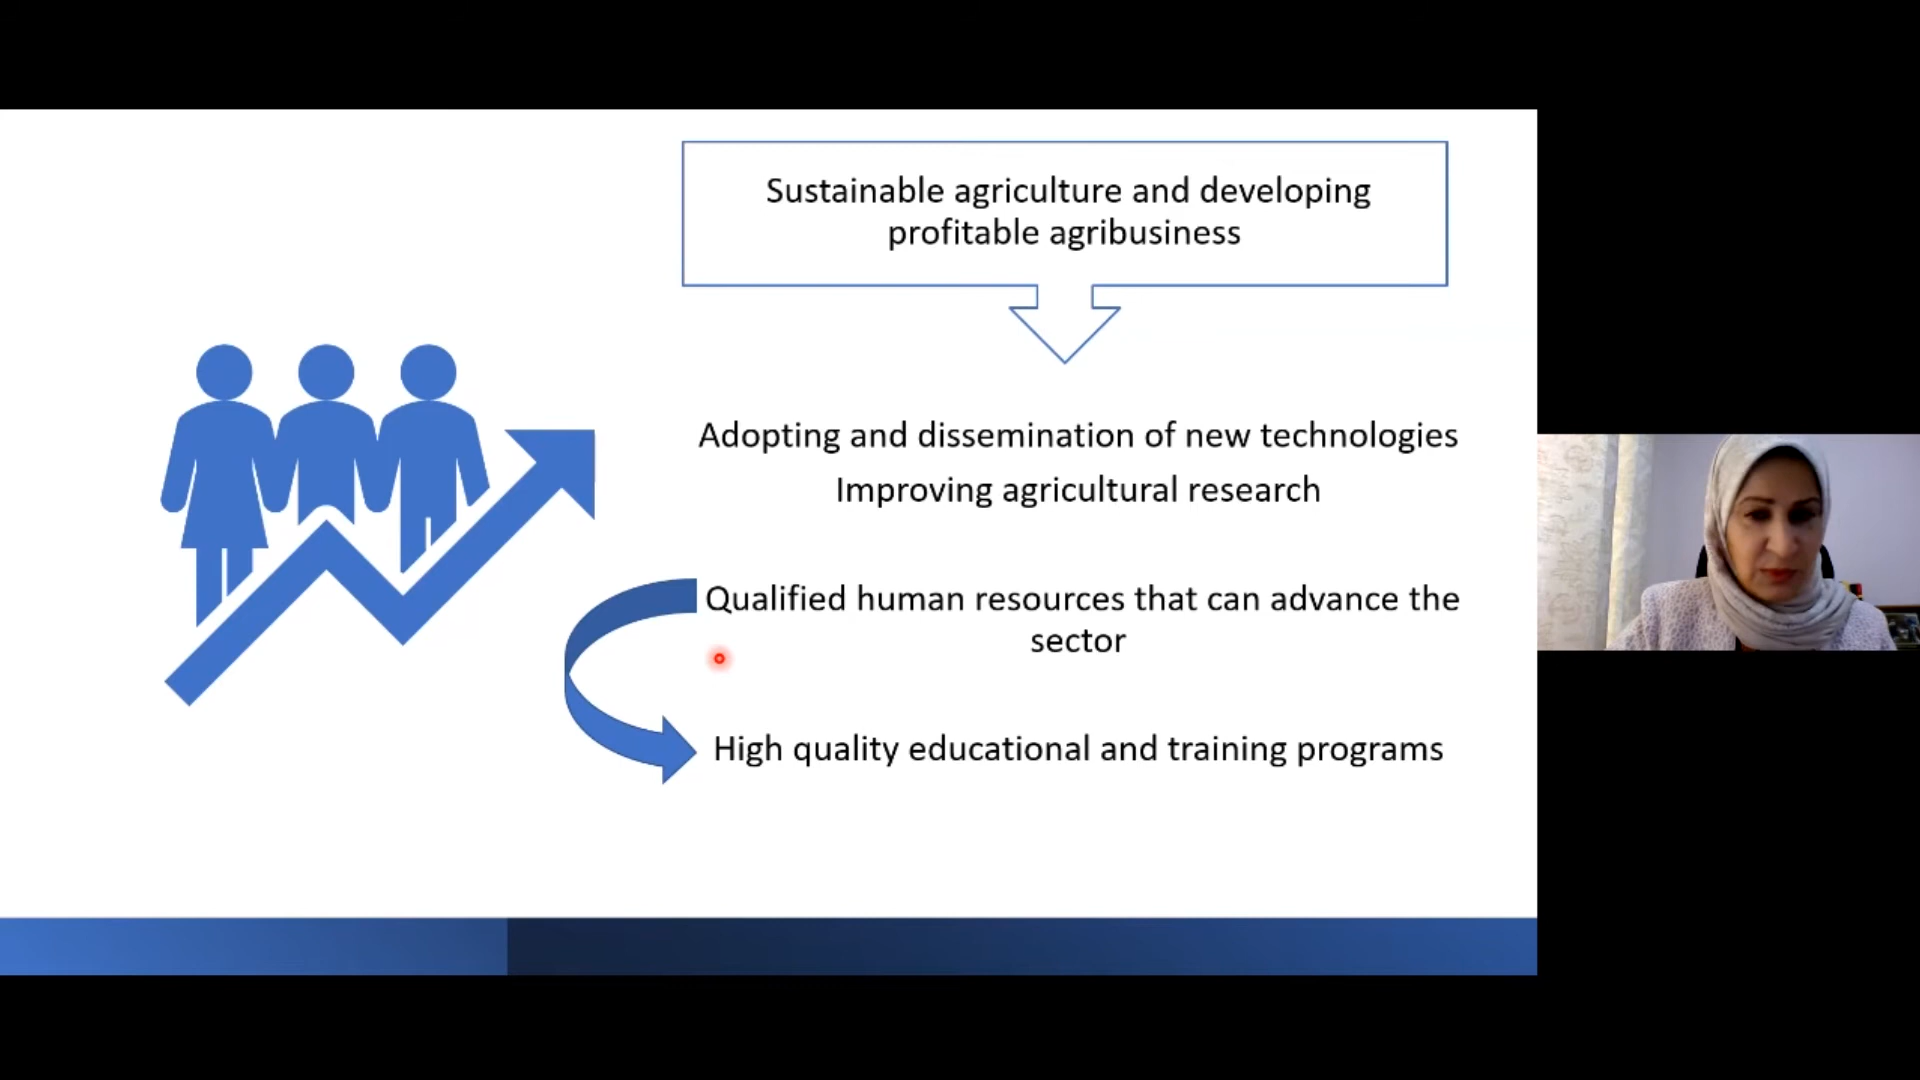 Sustainable agriculture and developing
profitable agribusiness
Adopting and dissemination of new technologies
Improving agricultural research
Qualified human resources that can advance the
sector
High quality educational and training programs